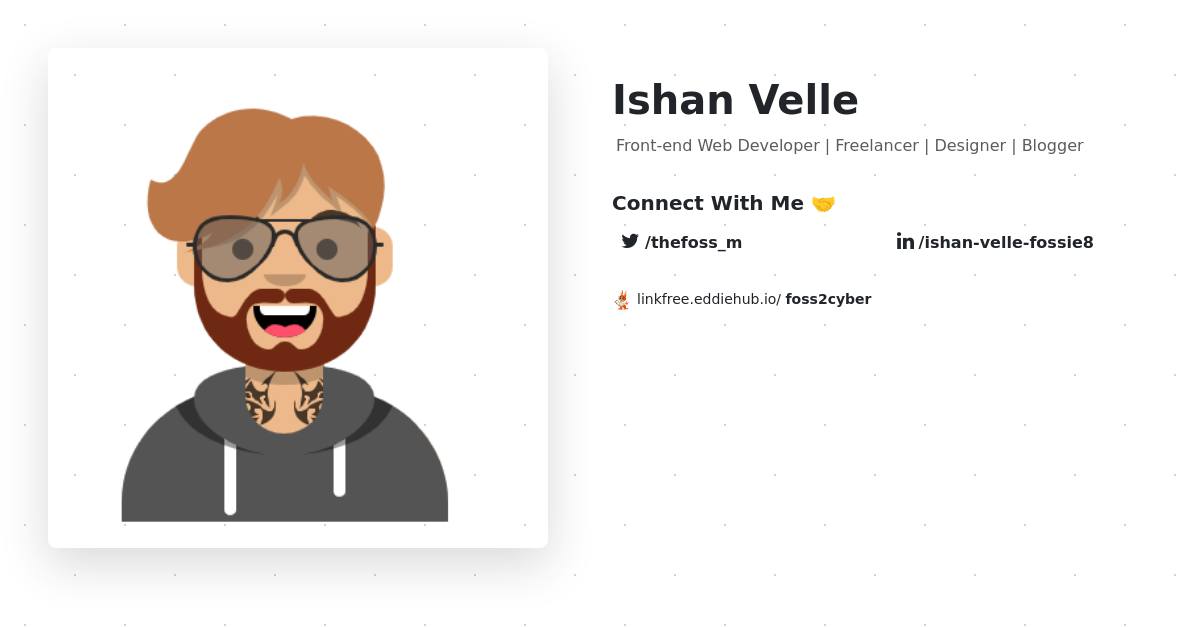 Ishan Velle
Front-end Web Developer | Freelancer | Designer | Blogger
Connect With Me 🤝
/thefoss_m
/ishan-velle-fossie8
linkfree.eddiehub.io/ foss2cyber